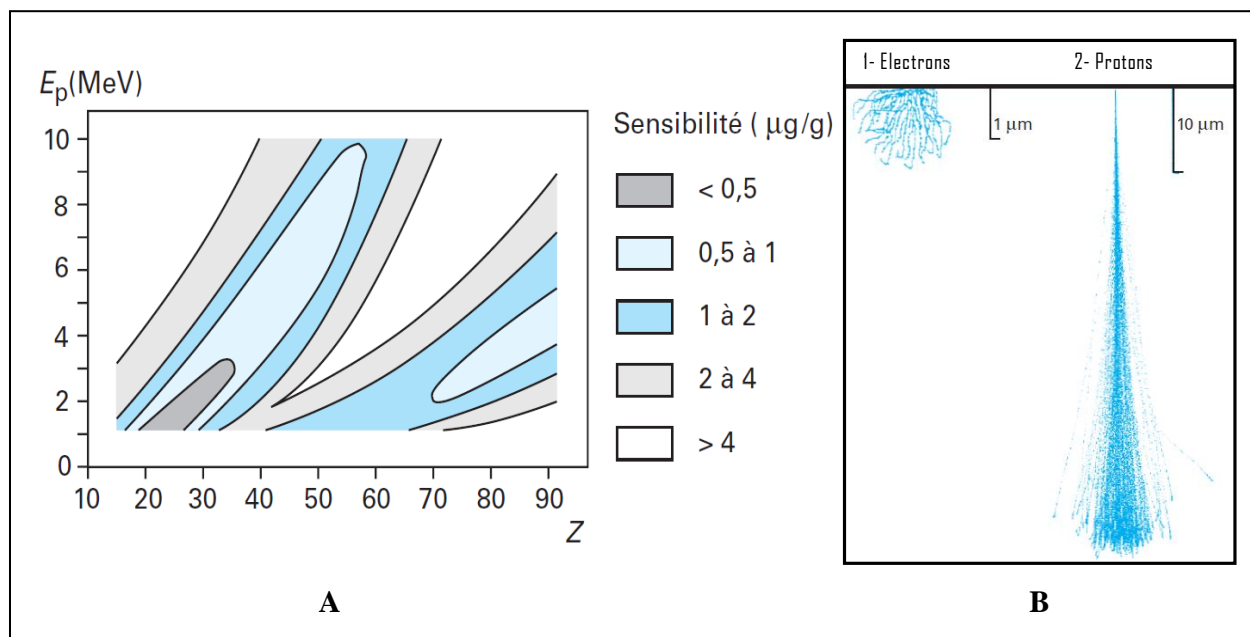 E_p(MeV)
10
8
6
4
2
0
10 20 30 40 50 60 70 80 90
Z
Sensibilité ( µg/g)
< 0,5
0,5 à 1
1 à 2
2 à 4
> 4
A
1- Electrons 2- Protons
1 µm
10 µm
B